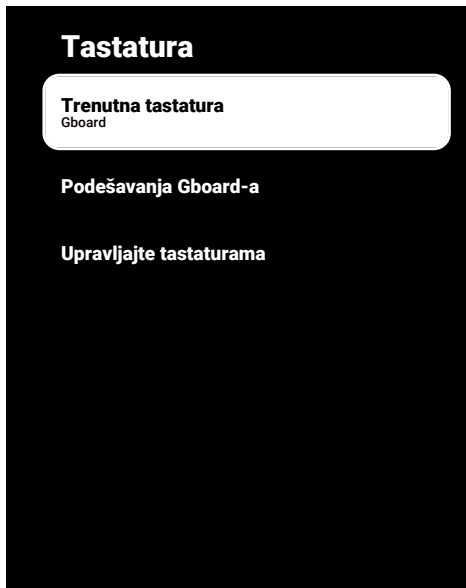 Tastatura
Trenutna tastatura
Gboard
Podešavanja Gboard-a
Upravljajte tastaturama